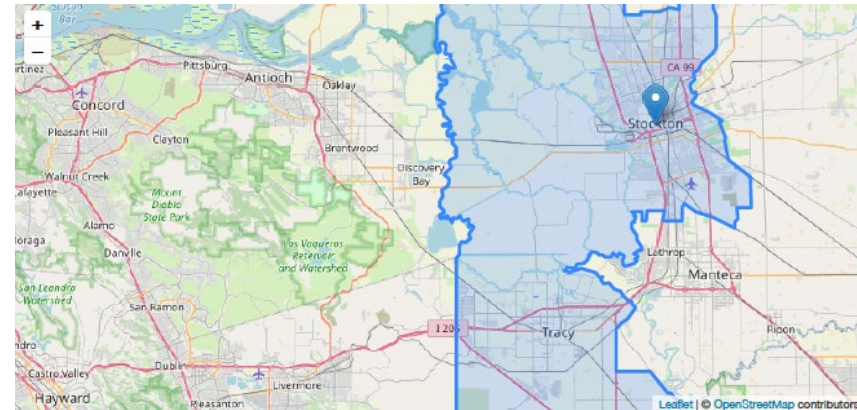 Suisun
Bay
+
−
Pittsburg
Antioch
Oakley
CA 99
Martinez
Concord
Stockton
Pleasant Hill
Clayton
Brentwood
Walnut Creek
Discovery
Bay
Lafayette
Mount
Diablo
State Park
Alamo
Danville
Los Vaqueros
Reservoir
and Watershed
Lathrop
Manteca
San Leandro
Watershed
San Ramon
I 205
Tracy
Ripon
Dublin
Castro Valley
Livermore
Hayward
Pleasanton
Leaflet | © OpenStreetMap contributors